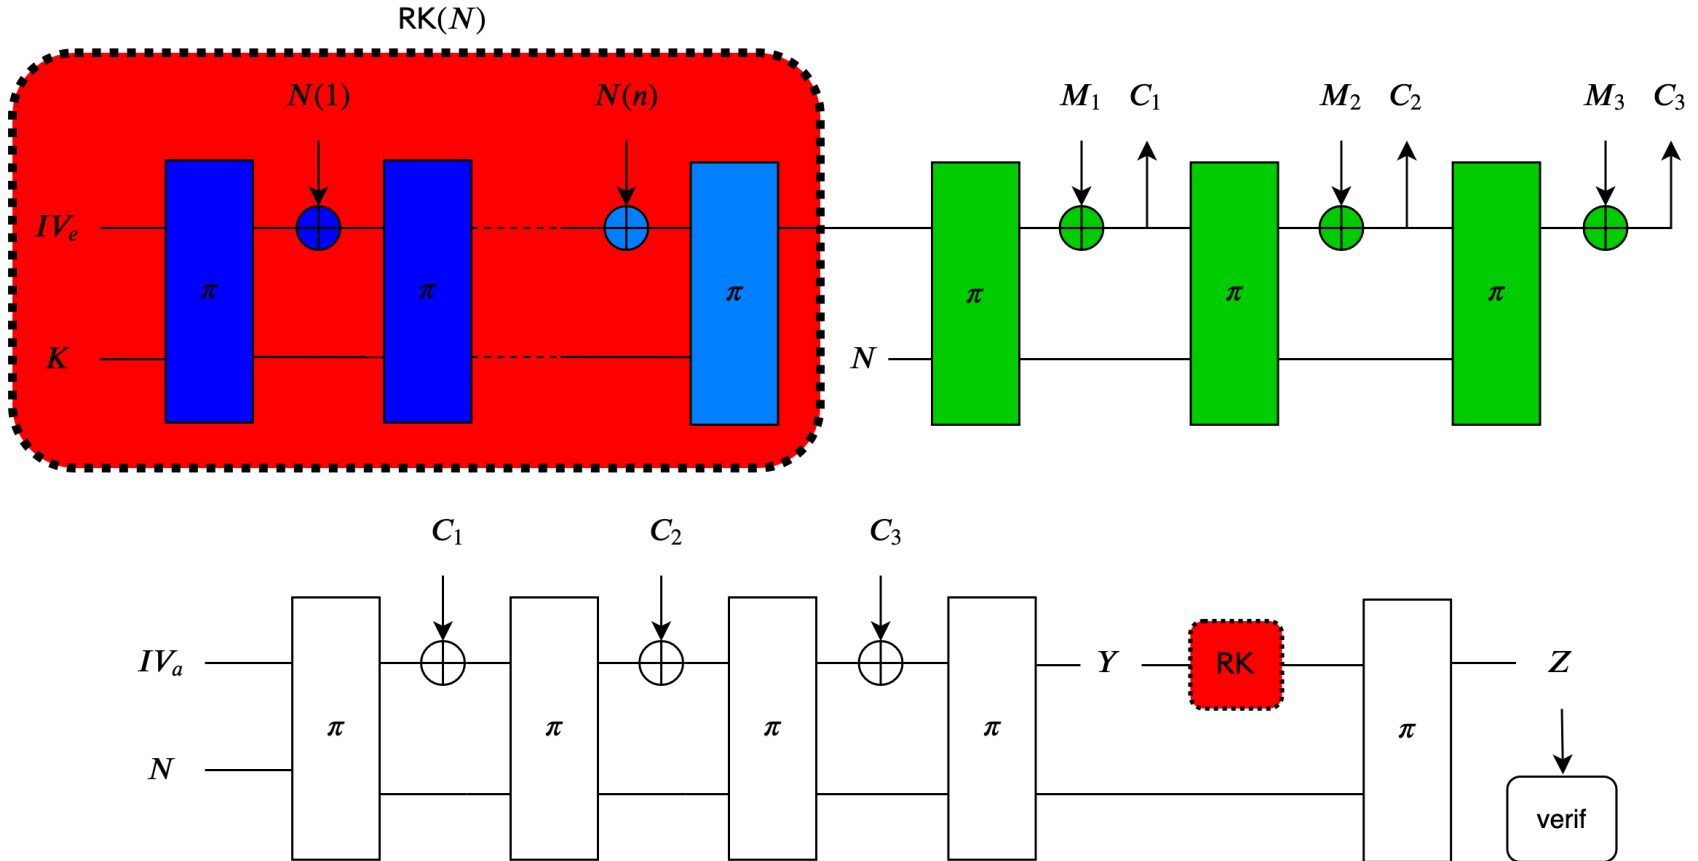 RK(N)
N(1) N(n) M₁ C₁ M₂ C₂ M₃ C₃
IVₑ
π π π π π π
K N
C₁ C₂ C₃
IVₐ Y RK Z
π π π π π
N
verif